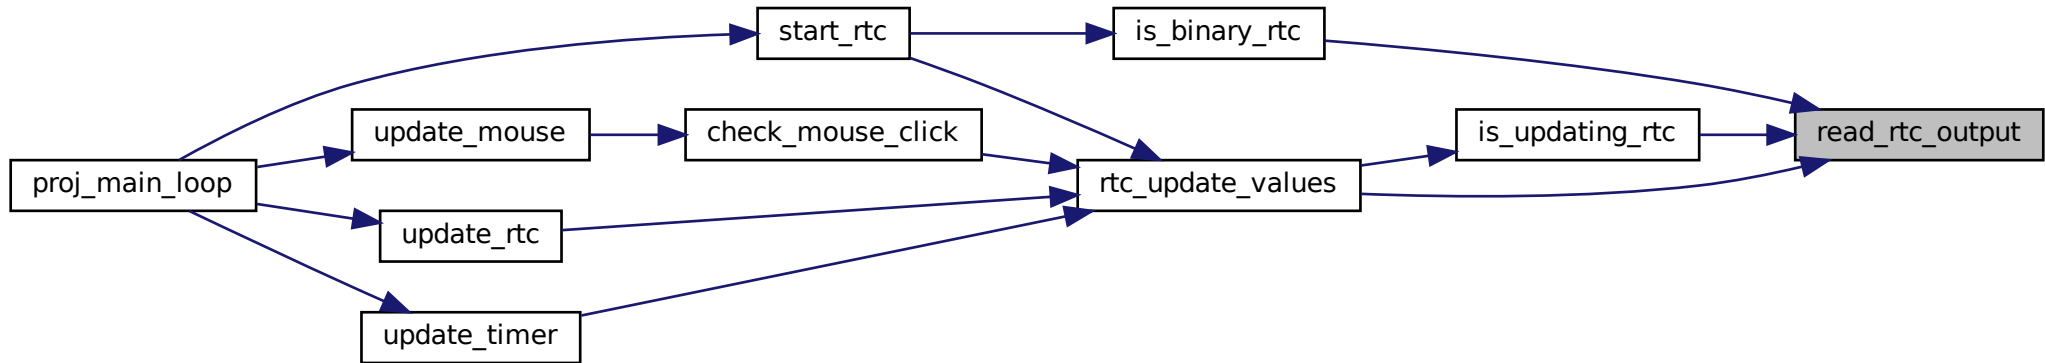 start_rtc
is_binary_rtc
update_mouse
check_mouse_click
is_updating_rtc
read_rtc_output
proj_main_loop
rtc_update_values
update_rtc
update_timer